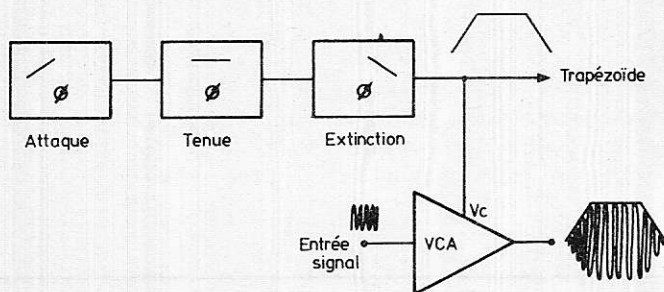 Attaque
Tenue
Extinction
Trapézoïde
Vc
VCA
Entrée
signal